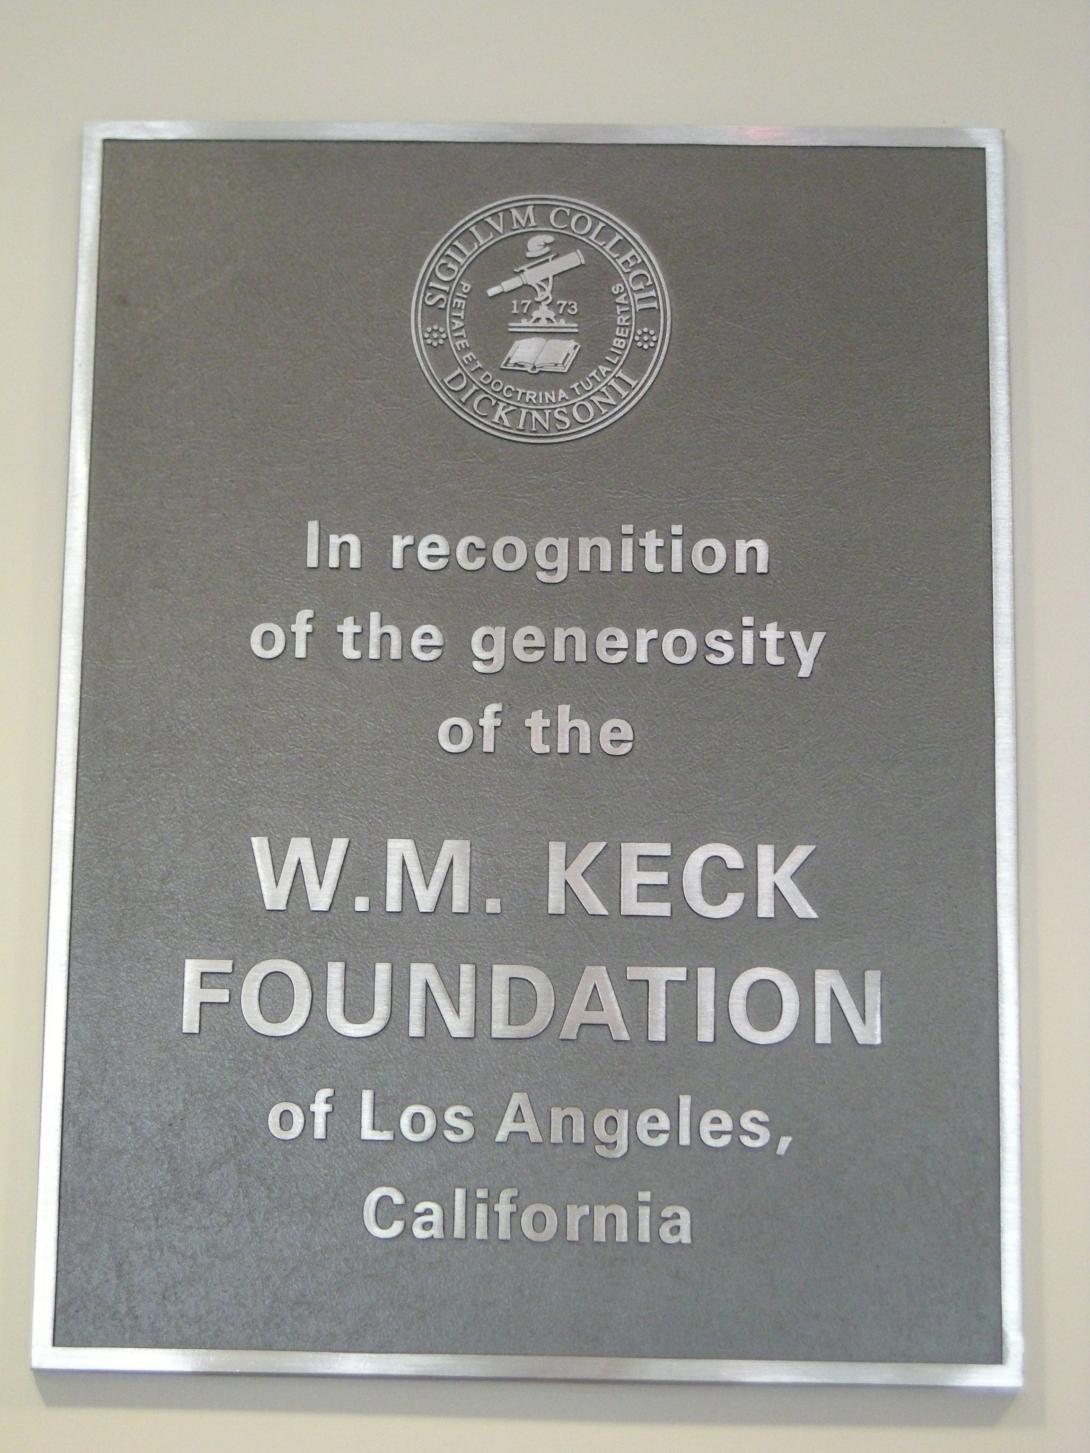 SIGILLVM COLLEGII
DICKINSONII
PIETATE ET DOCTRINA TUTA LIBERTAS
17 73
In recognition
of the generosity
of the
W.M. KECK
FOUNDATION
of Los Angeles,
California